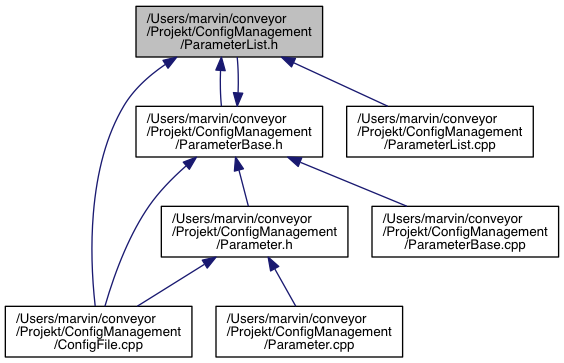 /Users/marvin/conveyor
/Projekt/ConfigManagement
/ParameterList.h
/Users/marvin/conveyor
/Projekt/ConfigManagement
/ParameterBase.h
/Users/marvin/conveyor
/Projekt/ConfigManagement
/ParameterList.cpp
/Users/marvin/conveyor
/Projekt/ConfigManagement
/Parameter.h
/Users/marvin/conveyor
/Projekt/ConfigManagement
/ParameterBase.cpp
/Users/marvin/conveyor
/Projekt/ConfigManagement
/ConfigFile.cpp
/Users/marvin/conveyor
/Projekt/ConfigManagement
/Parameter.cpp